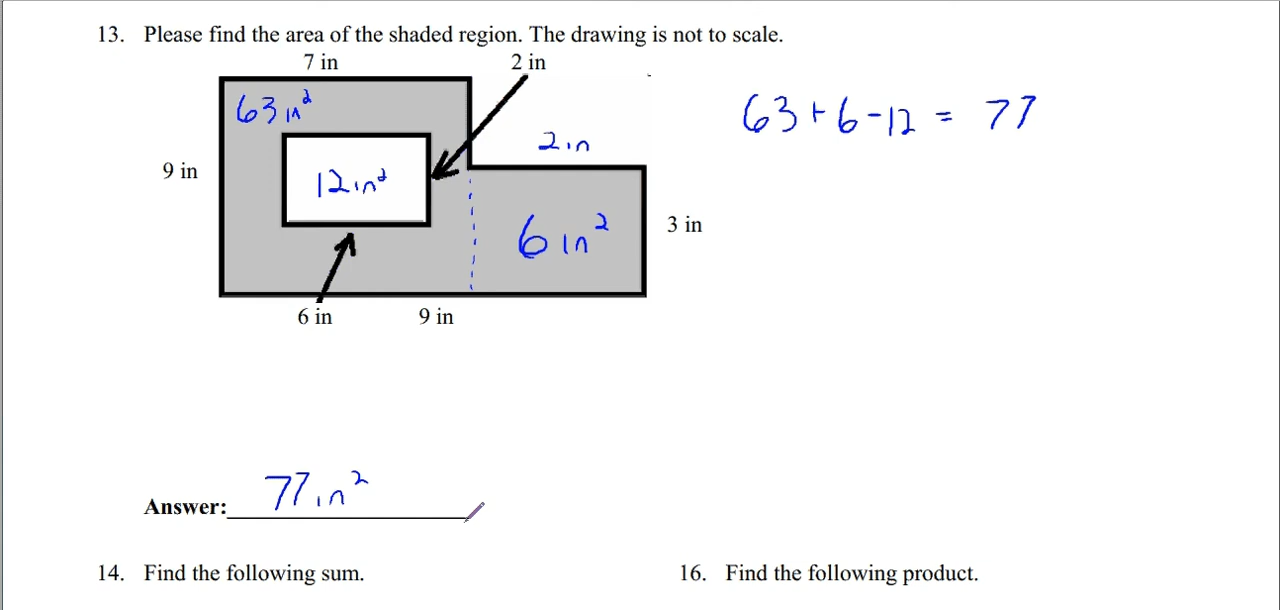 13. Please find the area of the shaded region. The drawing is not to scale.
7 in 2 in
63 in²
63 + 6 - 12 = 77
2 in
9 in
12 in²
6 in²
3 in
6 in 9 in
77 in²
Answer:
14. Find the following sum. 16. Find the following product.